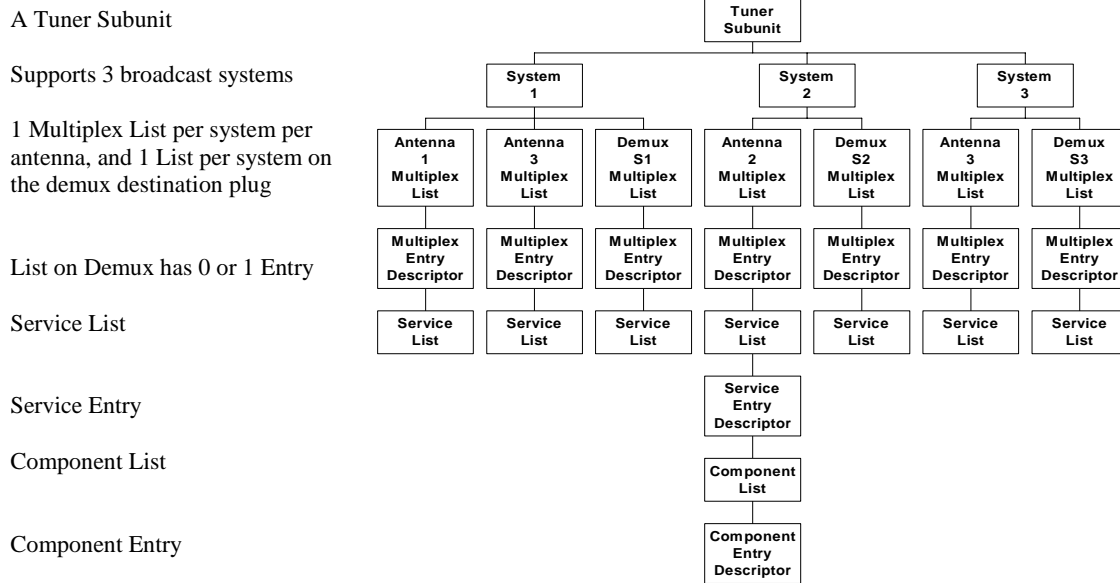 A Tuner Subunit
Tuner
Subunit
Supports 3 broadcast systems
System
1
System
2
System
3
1 Multiplex List per system per
antenna, and 1 List per system on
the demux destination plug
Antenna
1
Multiplex
List
Antenna
3
Multiplex
List
Demux
S1
Multiplex
List
Antenna
2
Multiplex
List
Demux
S2
Multiplex
List
Antenna
3
Multiplex
List
Demux
S3
Multiplex
List
List on Demux has 0 or 1 Entry
Multiplex
Entry
Descriptor
Multiplex
Entry
Descriptor
Multiplex
Entry
Descriptor
Multiplex
Entry
Descriptor
Multiplex
Entry
Descriptor
Multiplex
Entry
Descriptor
Multiplex
Entry
Descriptor
Service List
Service
List
Service
List
Service
List
Service
List
Service
List
Service
List
Service
List
Service Entry
Service
Entry
Descriptor
Component List
Component
List
Component Entry
Component
Entry
Descriptor